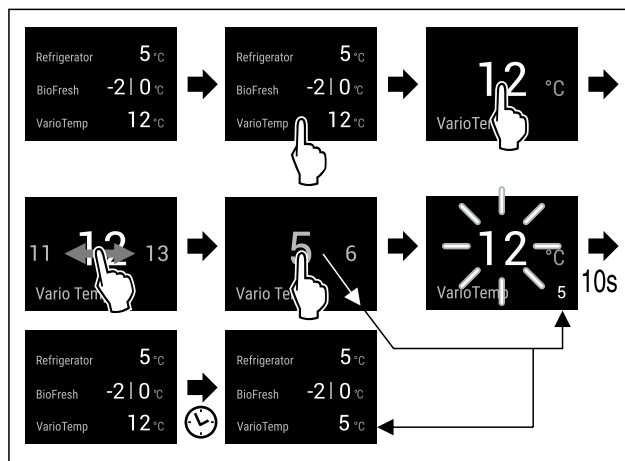 Refrigerator 5 °C
BioFresh -2 | 0 °C
VarioTemp 12 °C
Refrigerator 5 °C
BioFresh -2 | 0 °C
VarioTemp 12 °C
12 °C
VarioTemp
11 12 13
Vario Tem
5 6
Vario Te
12 °C
VarioTemp 5
10s
Refrigerator 5 °C
BioFresh -2 | 0 °C
VarioTemp 12 °C
Refrigerator 5 °C
BioFresh -2 | 0 °C
VarioTemp 5 °C